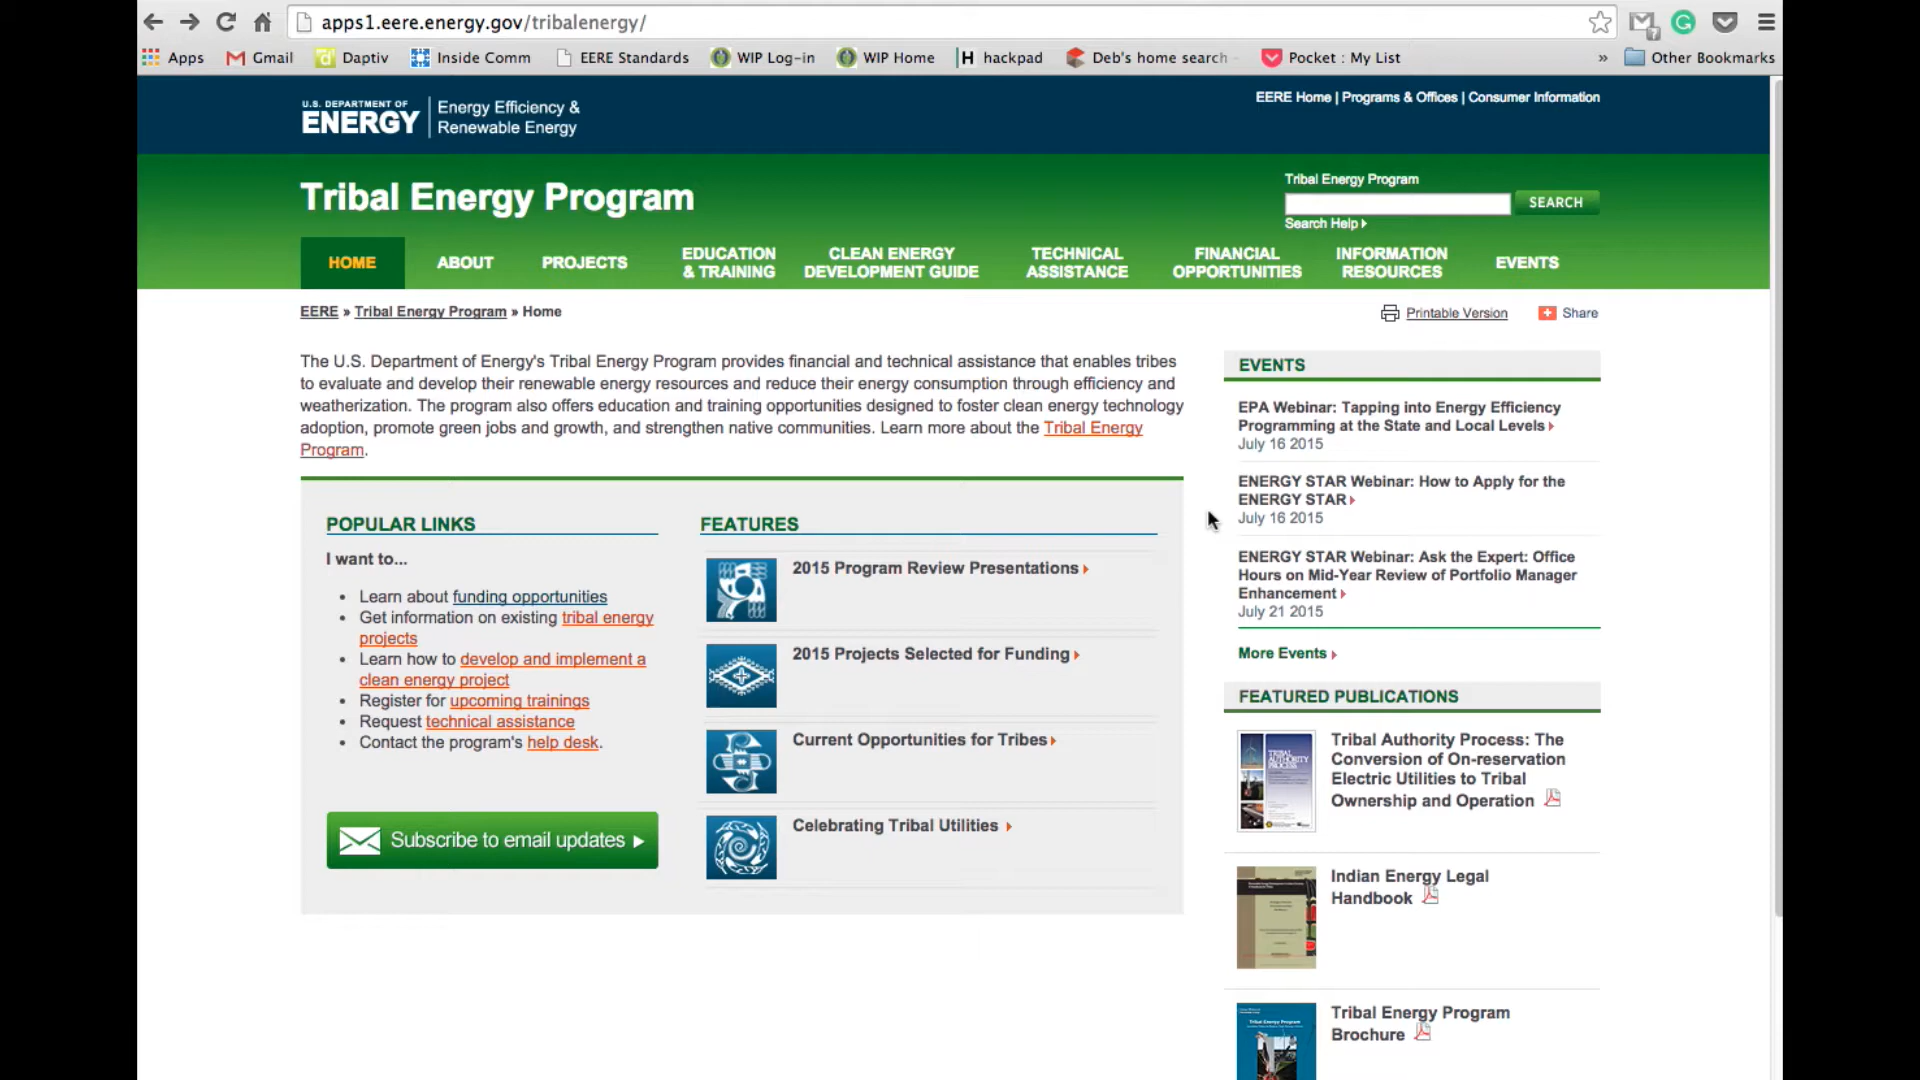 apps1.eere.energy.gov/tribalenergy/
Apps Gmail Daptiv Inside Comm EERE Standards WIP Log-in WIP Home hackpad Deb's home search Pocket : My List » Other Bookmarks
U.S. DEPARTMENT OF
ENERGY
Energy Efficiency &
Renewable Energy
EERE Home | Programs & Offices | Consumer Information
Tribal Energy Program
Tribal Energy Program
SEARCH
Search Help
HOME
ABOUT
PROJECTS
EDUCATION
& TRAINING
CLEAN ENERGY
DEVELOPMENT GUIDE
TECHNICAL
ASSISTANCE
FINANCIAL
OPPORTUNITIES
INFORMATION
RESOURCES
EVENTS
EERE » Tribal Energy Program » Home
Printable Version
Share
The U.S. Department of Energy's Tribal Energy Program provides financial and technical assistance that enables tribes
to evaluate and develop their renewable energy resources and reduce their energy consumption through efficiency and
weatherization. The program also offers education and training opportunities designed to foster clean energy technology
adoption, promote green jobs and growth, and strengthen native communities. Learn more about the Tribal Energy
Program.
POPULAR LINKS
I want to...
• Learn about funding opportunities
• Get information on existing tribal energy
projects
• Learn how to develop and implement a
clean energy project
• Register for upcoming trainings
• Request technical assistance
• Contact the program's help desk.
Subscribe to email updates
FEATURES
2015 Program Review Presentations
2015 Projects Selected for Funding
Current Opportunities for Tribes
Celebrating Tribal Utilities
EVENTS
EPA Webinar: Tapping into Energy Efficiency
Programming at the State and Local Levels
July 16 2015
ENERGY STAR Webinar: How to Apply for the
ENERGY STAR
July 16 2015
ENERGY STAR Webinar: Ask the Expert: Office
Hours on Mid-Year Review of Portfolio Manager
Enhancement
July 21 2015
More Events
FEATURED PUBLICATIONS
TRIBAL
AUTHORITY
PROCESS
Tribal Authority Process: The
Conversion of On-reservation
Electric Utilities to Tribal
Ownership and Operation
Indian Energy Legal
Handbook
Tribal Energy Program
Tribal Energy Program
Brochure